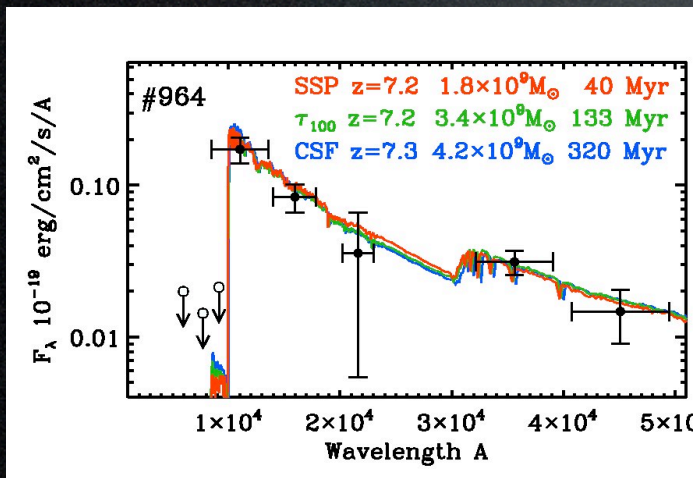 #964
SSP z=7.2 1.8×10⁹M☉ 40 Myr
τ₁₀₀ z=7.2 3.4×10⁹M☉ 133 Myr
CSF z=7.3 4.2×10⁹M☉ 320 Myr
F_λ 10⁻¹⁹ erg/cm²/s/A
0.10
0.01
1×10⁴ 2×10⁴ 3×10⁴ 4×10⁴ 5×10
Wavelength A